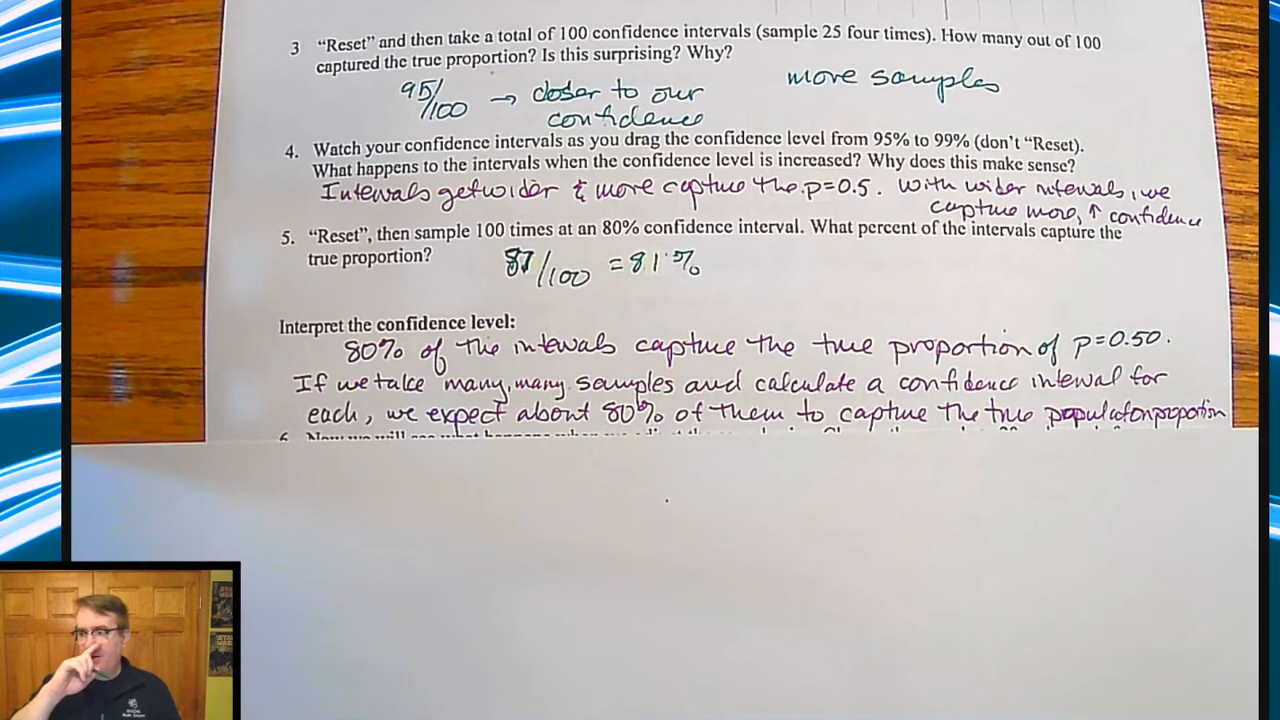 3 “Reset” and then take a total of 100 confidence intervals (sample 25 four times). How many out of 100
captured the true proportion? Is this surprising? Why?
95/100 → closer to our
confidence
more samples
4. Watch your confidence intervals as you drag the confidence level from 95% to 99% (don't “Reset).
What happens to the intervals when the confidence level is increased? Why does this make sense?
Intervals get wider & more capture the p=0.5. With wider intervals, we
capture more, ↑ confidence
5. “Reset”, then sample 100 times at an 80% confidence interval. What percent of the intervals capture the
true proportion?
/100 = 81%
Interpret the confidence level:
80% of the intervals capture the true proportion of p=0.50.
If we take many, many samples and calculate a confidence interval for
each, we expect about 80% of them to capture the true population proportion
STAR
WARS